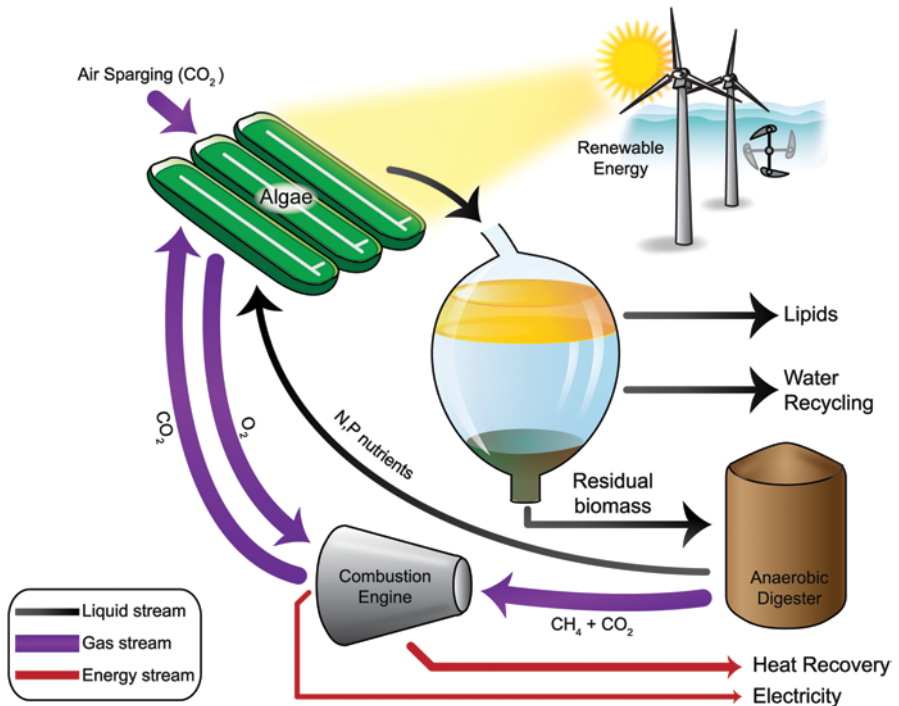 Air Sparging (CO₂)
Renewable
Energy
Algae
Lipids
Water
Recycling
CO₂
O₂
N,P nutrients
Residual
biomass
Combustion
Engine
Anaerobic
Digester
CH₄ + CO₂
Liquid stream
Gas stream
Energy stream
Heat Recovery
Electricity